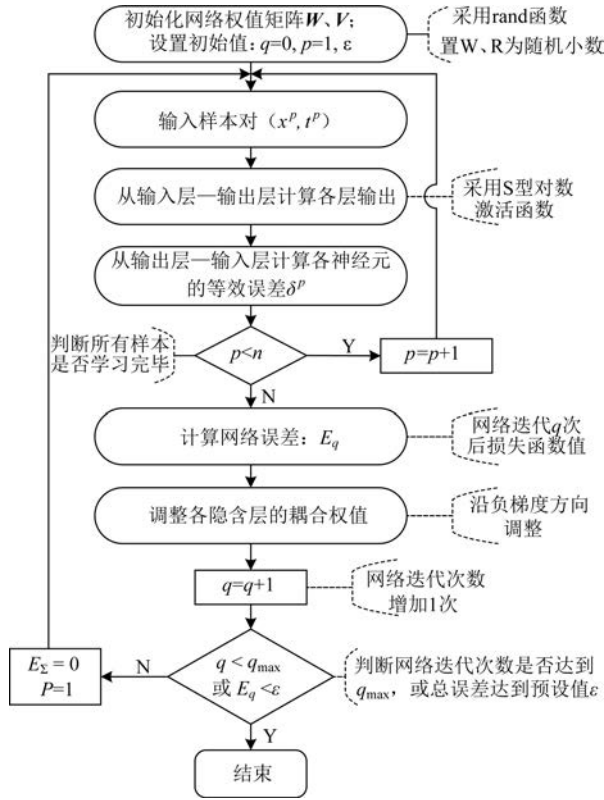 初始化网络权值矩阵W、V;
设置初始值:q=0, p=1, ε
采用rand函数
置W、R为随机小数
输入样本对(x^p, t^p)
从输入层—输出层计算各层输出
采用S型对数
激活函数
从输出层—输入层计算各神经元
的等效误差δ^p
判断所有样本
是否学习完毕
p<n
Y
p=p+1
N
计算网络误差:E_q
网络迭代q次
后损失函数值
调整各隐含层的耦合权值
沿负梯度方向
调整
q=q+1
网络迭代次数
增加1次
E_Σ = 0
P=1
N
q < q_max
或 E_q <ε
判断网络迭代次数是否达到
q_max, 或总误差达到预设值ε
Y
结束